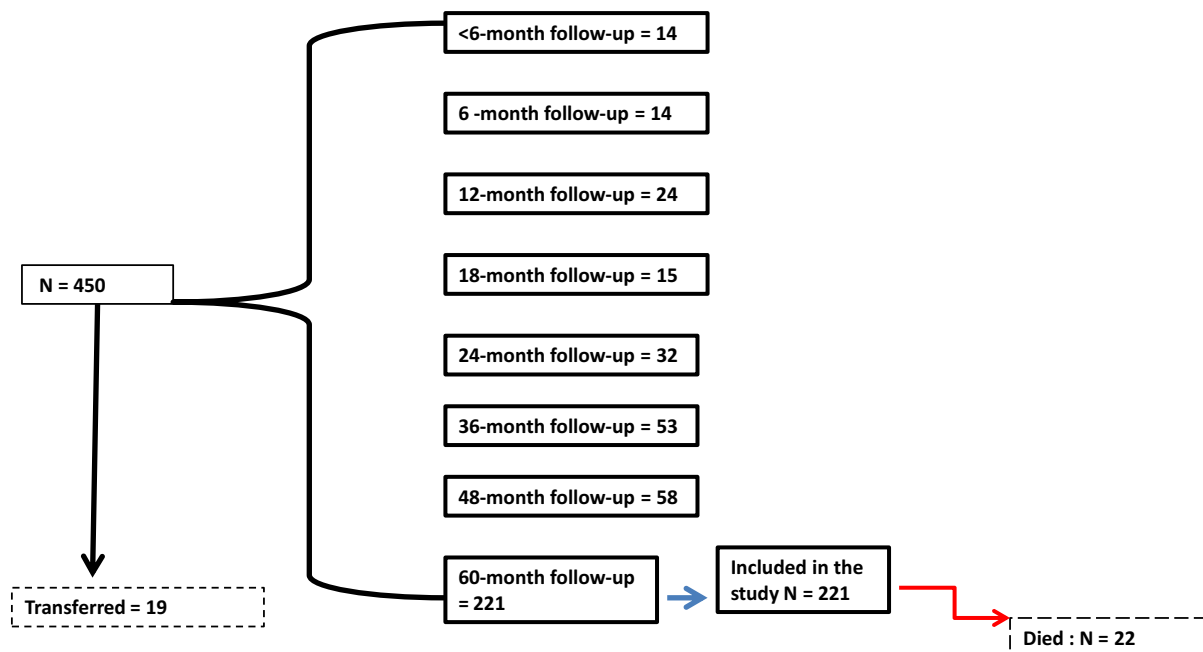 <6-month follow-up = 14
6 -month follow-up = 14
12-month follow-up = 24
18-month follow-up = 15
N = 450
24-month follow-up = 32
36-month follow-up = 53
48-month follow-up = 58
60-month follow-up
= 221
Included in the
study N = 221
Transferred = 19
Died : N = 22